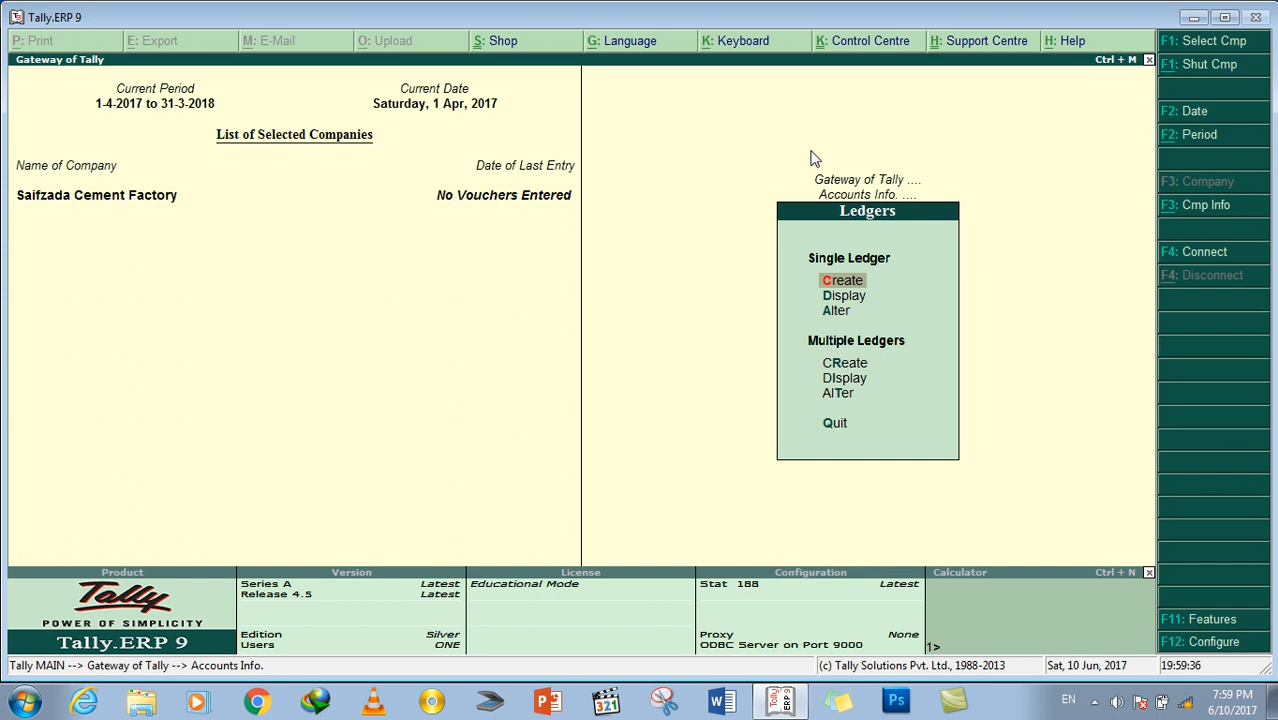 Tally.ERP 9
P: Print
E: Export
M: E-Mail
O: Upload
S: Shop
G: Language
K: Keyboard
K: Control Centre
H: Support Centre
H: Help
Gateway of Tally
Ctrl + M
Current Period
1-4-2017 to 31-3-2018
Current Date
Saturday, 1 Apr, 2017
List of Selected Companies
Name of Company
Date of Last Entry
Saifzada Cement Factory
No Vouchers Entered
Gateway of Tally ....
Accounts Info. ....
Ledgers
Single Ledger
Create
Display
Alter
Multiple Ledgers
CReate
DIsplay
AlTer
Quit
F1: Select Cmp
F1: Shut Cmp
F2: Date
F2: Period
F3: Company
F3: Cmp Info
F4: Connect
F4: Disconnect
F11: Features
F12: Configure
Product
Tally
POWER OF SIMPLICITY
Tally.ERP 9
Version
Series A Latest
Release 4.5 Latest
Edition Silver
Users ONE
License
Educational Mode
Configuration
Stat 188 Latest
Proxy None
ODBC Server on Port 9000
Calculator
Ctrl + N
1>
Tally MAIN --> Gateway of Tally --> Accounts Info.
(c) Tally Solutions Pvt. Ltd., 1988-2013
Sat, 10 Jun, 2017
19:59:36
321
ERP 9
Ps
EN
7:59 PM
6/10/2017